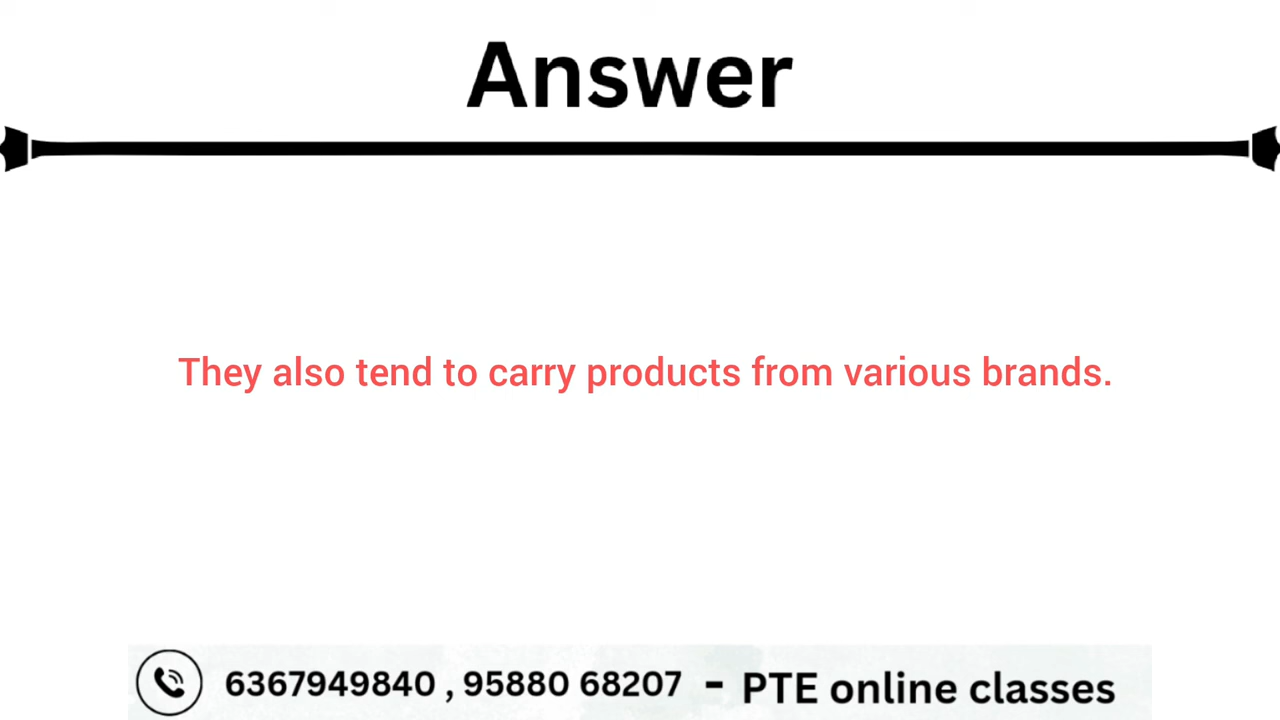 Answer
They also tend to carry products from various brands.
6367949840 , 95880 68207 - PTE online classes